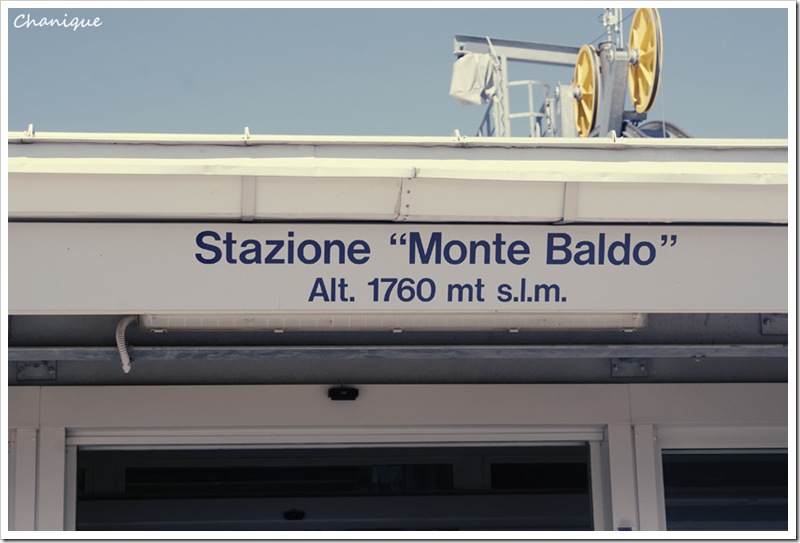 Chanique
Stazione “Monte Baldo”
Alt. 1760 mt s.l.m.